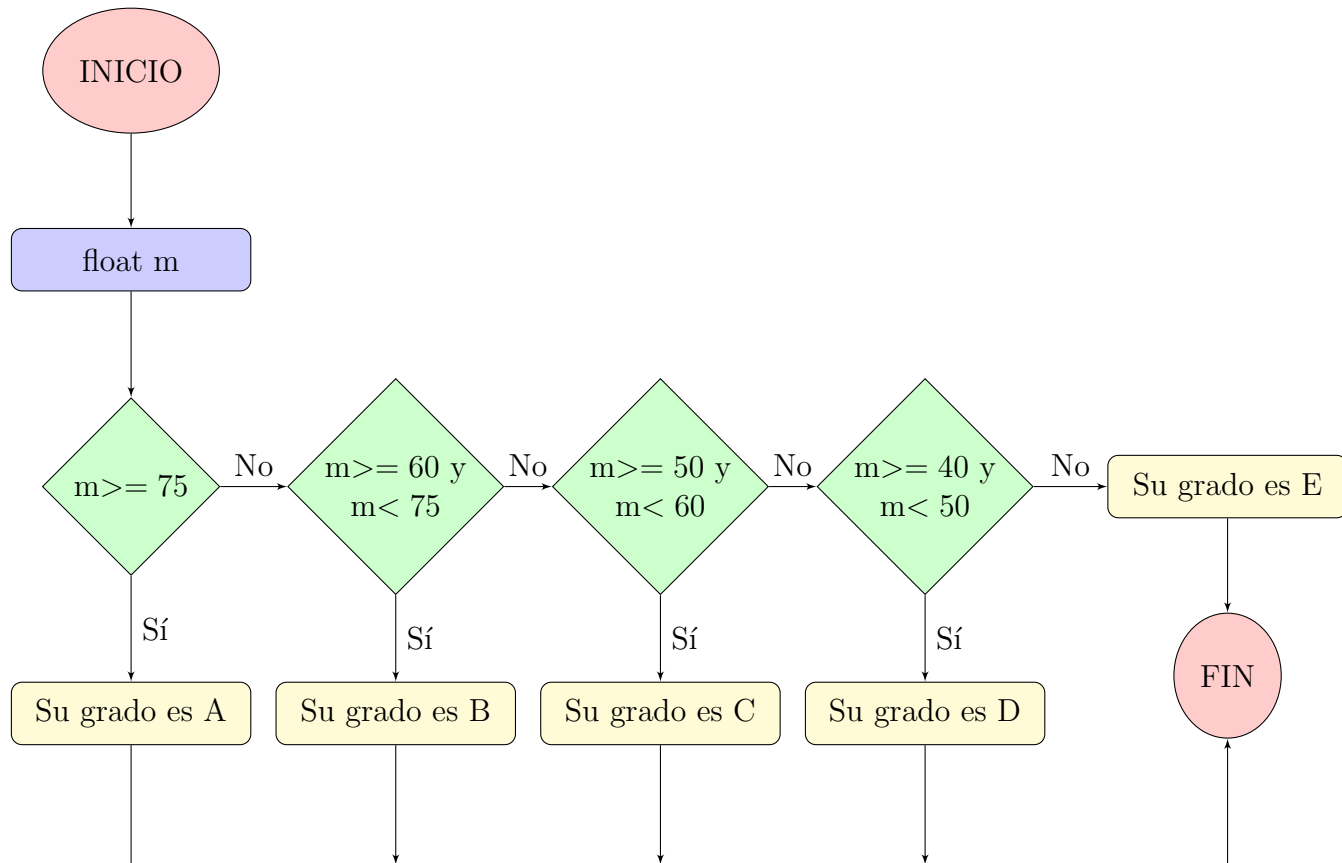 INICIO
float m
m>= 75
No
m>= 60 y
m< 75
No
m>= 50 y
m< 60
No
m>= 40 y
m< 50
No
Su grado es E
Sí
Sí
Sí
Sí
Su grado es A
Su grado es B
Su grado es C
Su grado es D
FIN